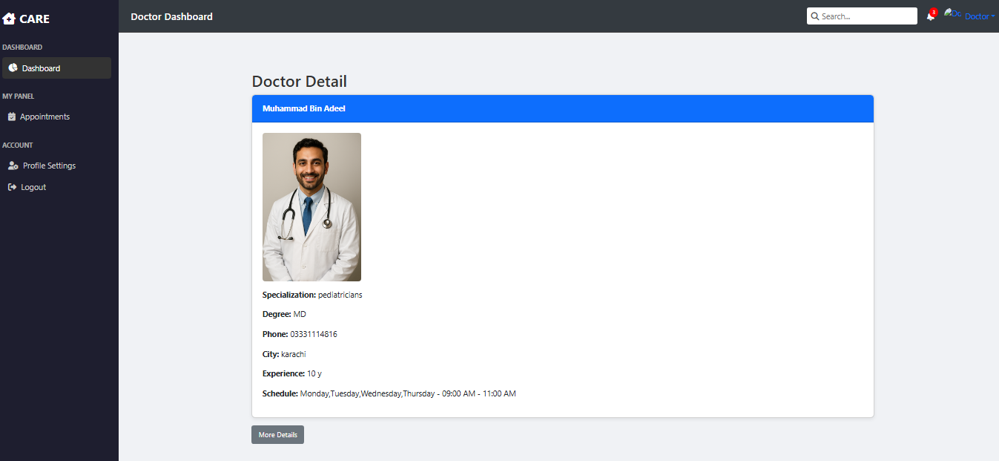 CARE
DASHBOARD
Dashboard
MY PANEL
Appointments
ACCOUNT
Profile Settings
Logout
Doctor Dashboard
Search...
3
Do
Doctor
Doctor Detail
Muhammad Bin Adeel
Specialization: pediatricians
Degree: MD
Phone: 03331114816
City: karachi
Experience: 10 y
Schedule: Monday,Tuesday,Wednesday,Thursday - 09:00 AM - 11:00 AM
More Details